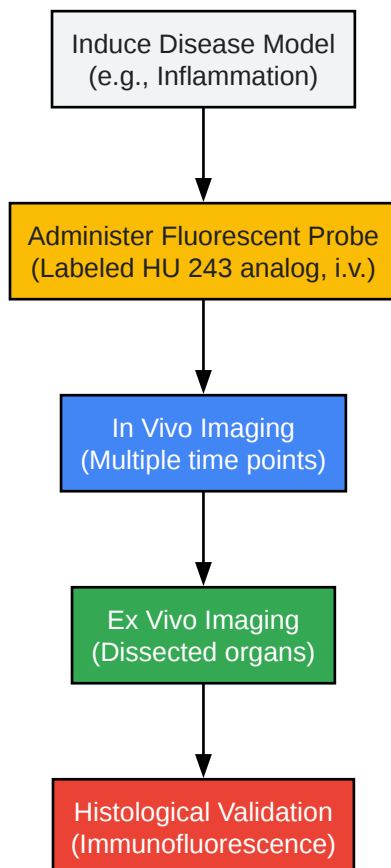 Induce Disease Model
(e.g., Inflammation)
Administer Fluorescent Probe
(Labeled HU 243 analog, i.v.)
In Vivo Imaging
(Multiple time points)
Ex Vivo Imaging
(Dissected organs)
Histological Validation
(Immunofluorescence)